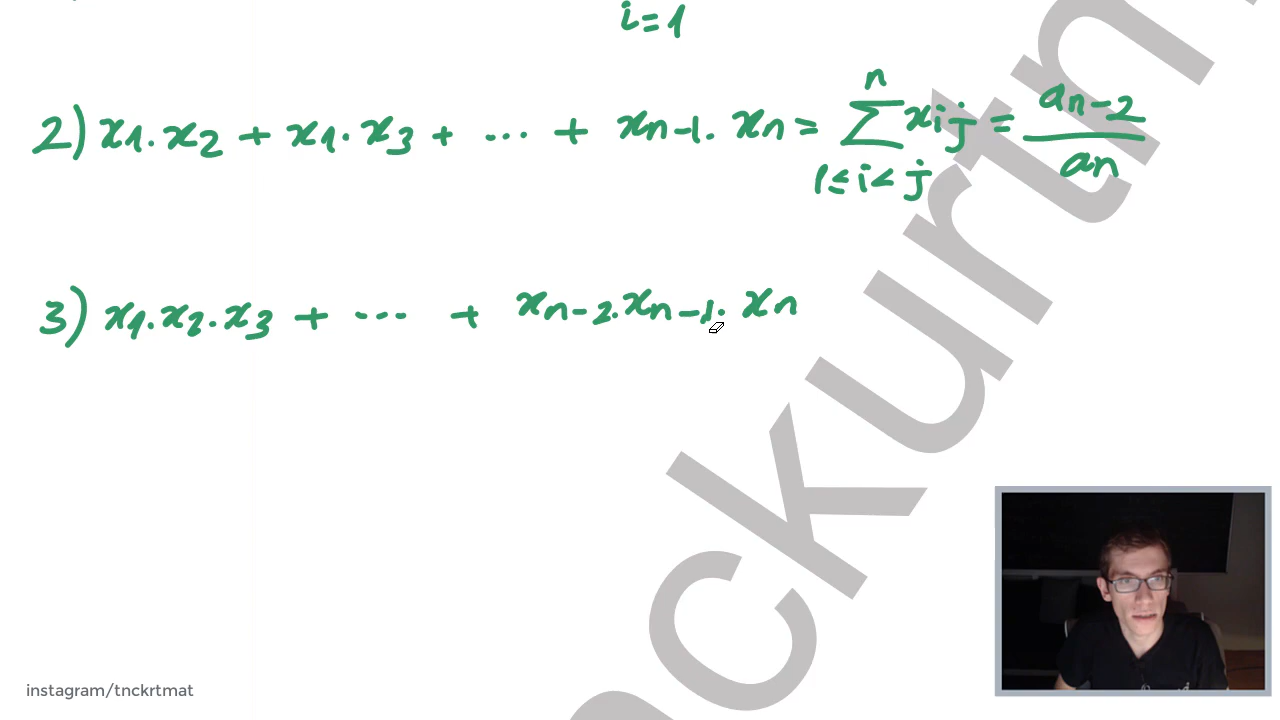 i=1
n
2) x1.x2 + x1.x3 + ... + xn-1.xn = ∑ xij = an-2
1≤i<j
an
3) x1.x2.x3 + ... + xn-2.xn-1.xn
instagram/tnckrtmat